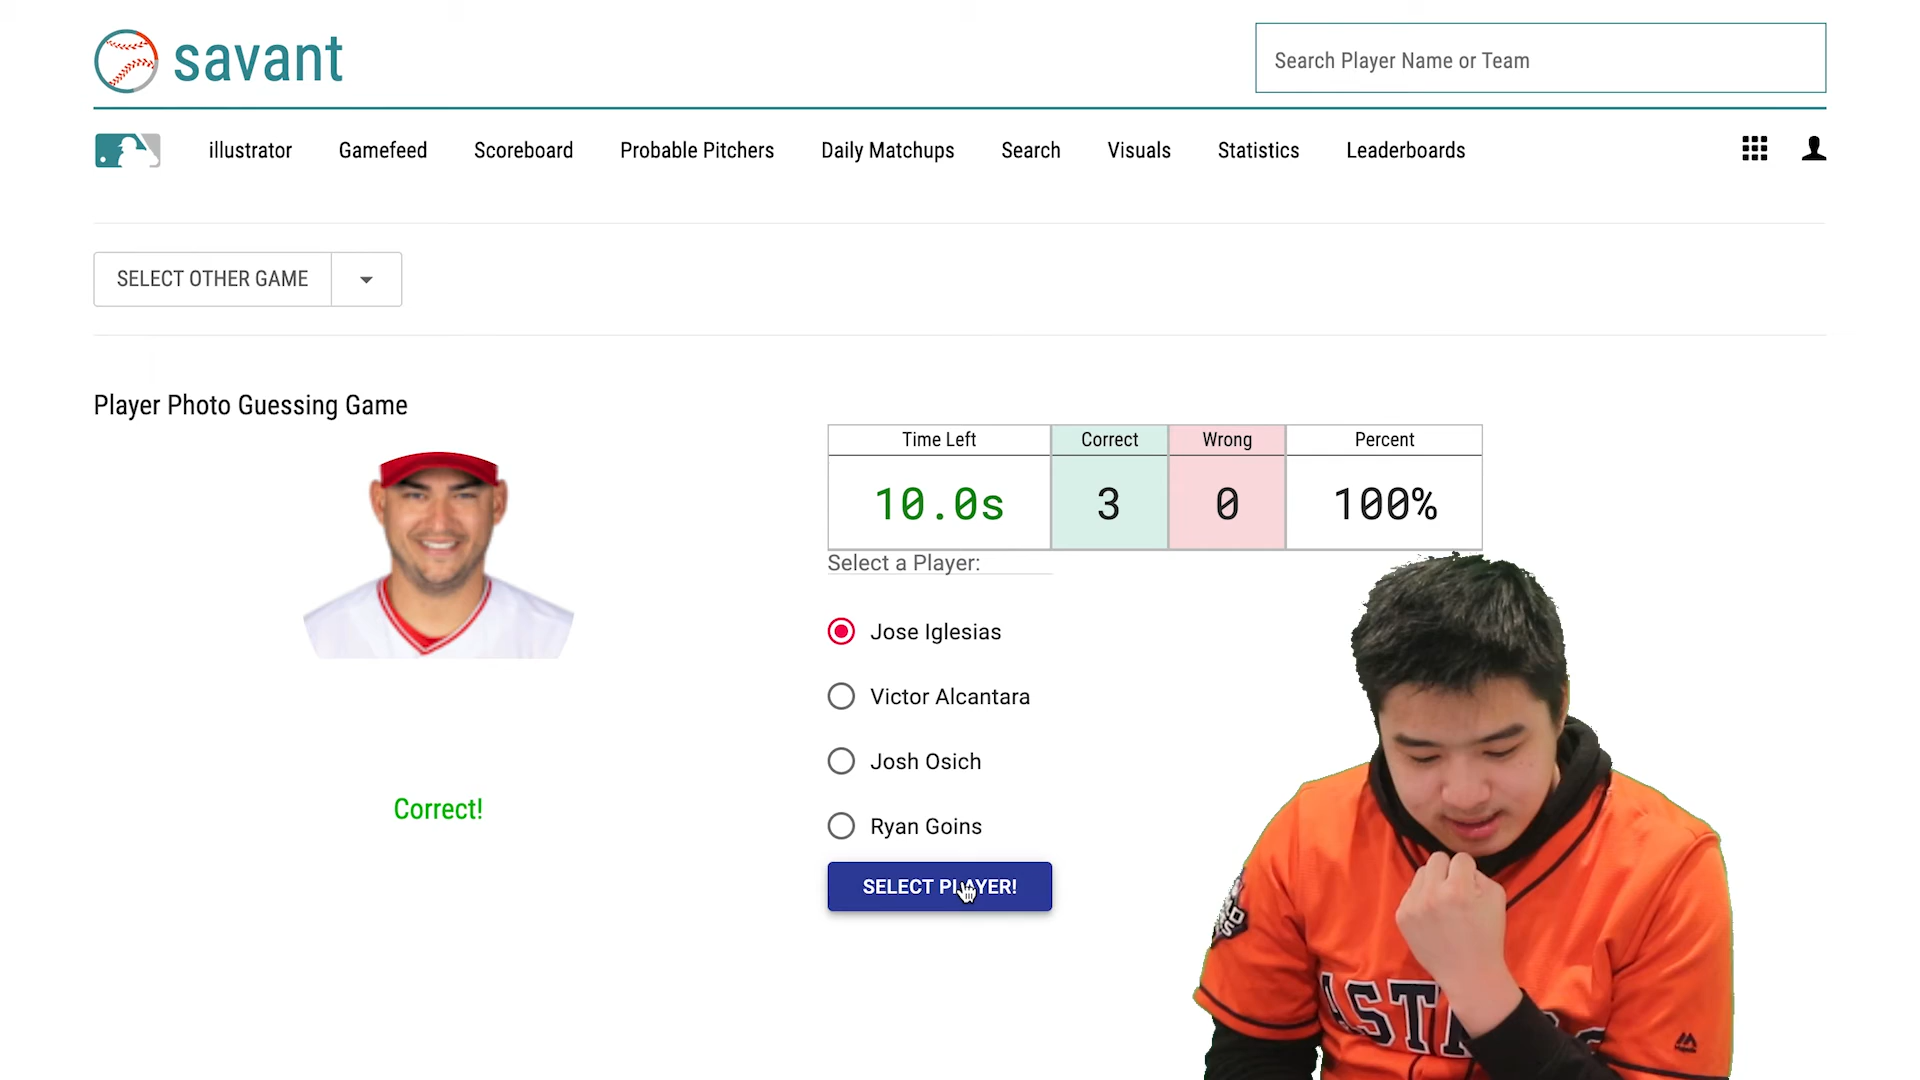 savant
Search Player Name or Team
illustrator Gamefeed Scoreboard Probable Pitchers Daily Matchups Search Visuals Statistics Leaderboards
SELECT OTHER GAME
Player Photo Guessing Game
Time Left Correct Wrong Percent
10.0s 3 0 100%
Select a Player:
Jose Iglesias
Victor Alcantara
Josh Osich
Ryan Goins
Correct!
SELECT PLAYER!